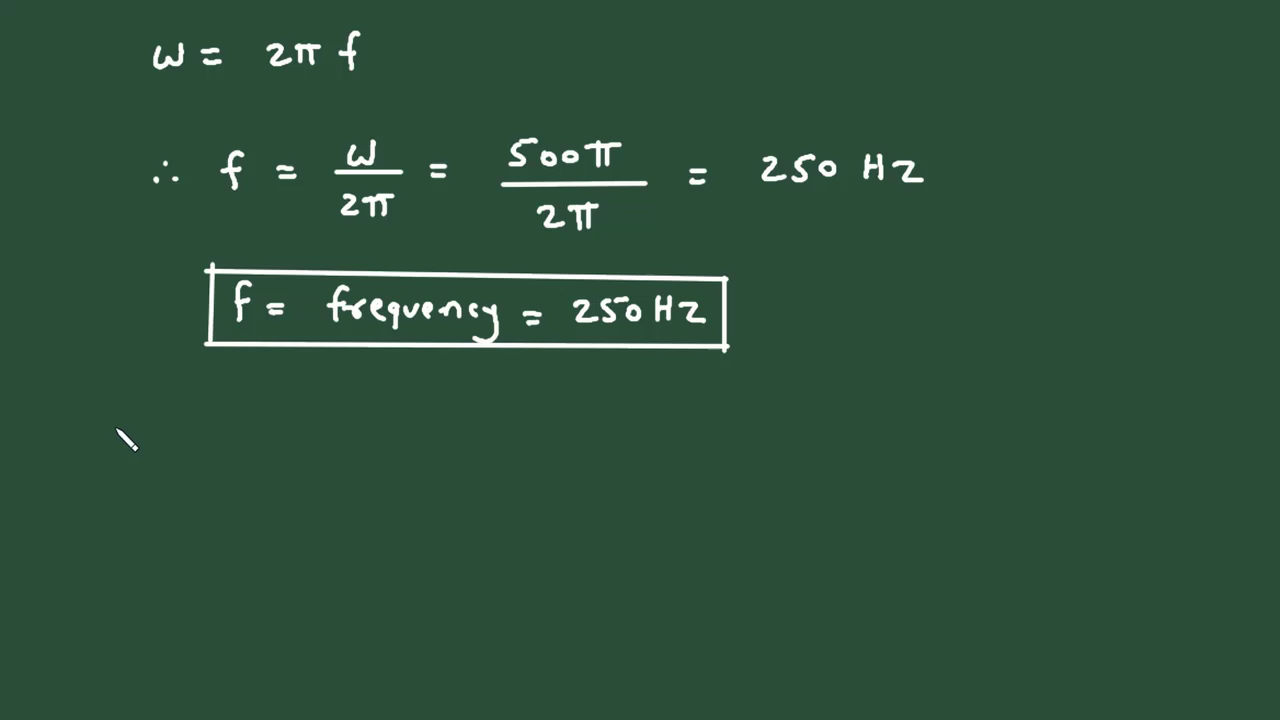 ω = 2π f
∴ f = ω/2π = 500π/2π = 250 Hz
f = frequency = 250 Hz